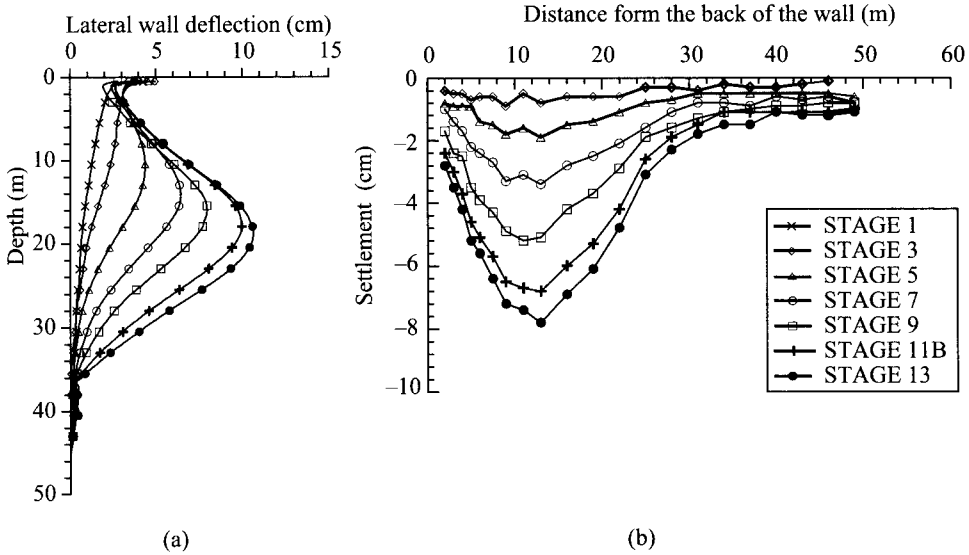 Lateral wall deflection (cm)
0 5 10 15
Depth (m)
0
10
20
30
40
50
(a)
Distance form the back of the wall (m)
0 10 20 30 40 50 60
Settlement (cm)
0
−2
−4
−6
−8
−10
STAGE 1
STAGE 3
STAGE 5
STAGE 7
STAGE 9
STAGE 11B
STAGE 13
(b)